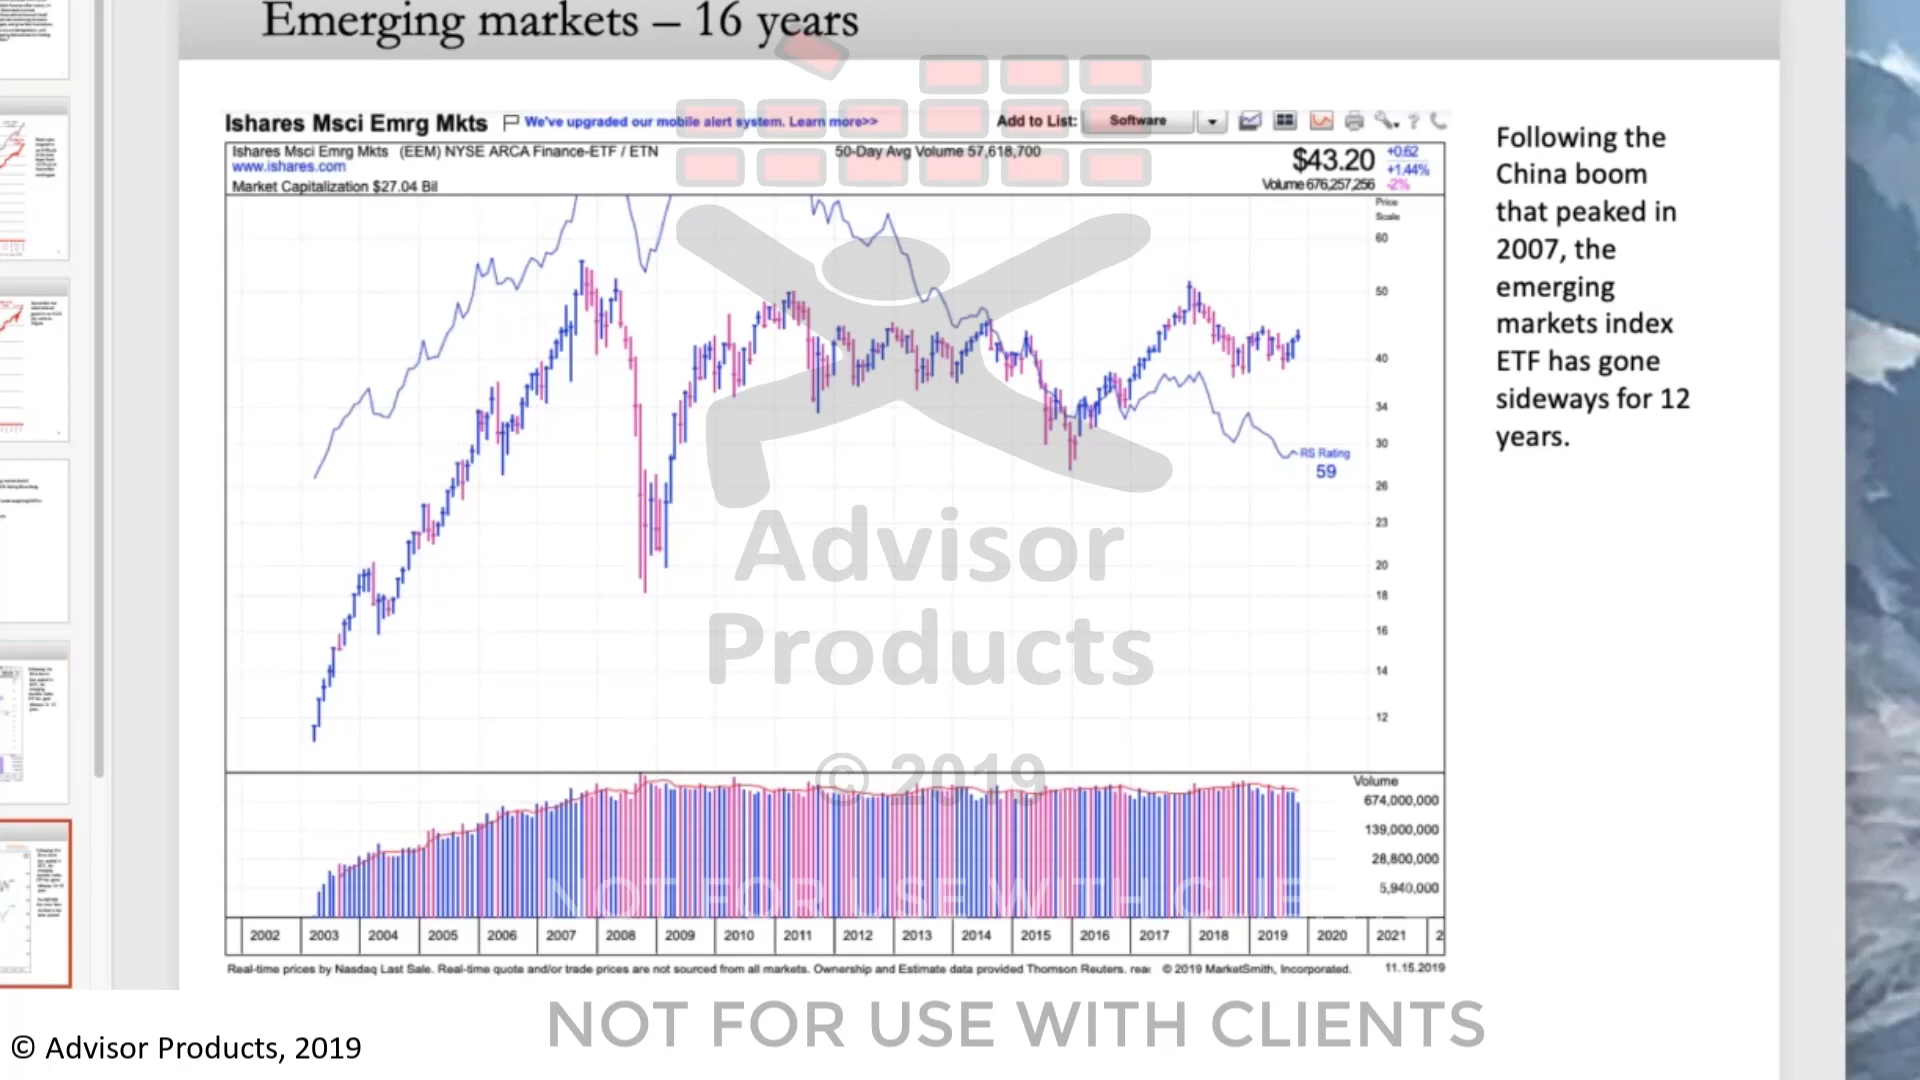 Emerging markets – 16 years
Ishares Msci Emrg Mkts
We've upgraded our mobile alert system. Learn more>>
Add to List:
Software
Ishares Msci Emrg Mkts (EEM) NYSE ARCA Finance-ETF / ETN
50-Day Avg Volume 57,618,700
$43.20
+0.62
www.ishares.com
+1.44%
Market Capitalization $27.04 Bil
Volume 676,257,256
-2%
Price
Scale
60
50
40
34
30
RS Rating
59
26
23
20
18
16
14
12
Volume
674,000,000
139,000,000
28,800,000
5,940,000
2002 2003 2004 2005 2006 2007 2008 2009 2010 2011 2012 2013 2014 2015 2016 2017 2018 2019 2020 2021 2
Real-time prices by Nasdaq Last Sale. Real-time quote and/or trade prices are not sourced from all markets. Ownership and Estimate data provided Thomson Reuters. © 2019 MarketSmith, Incorporated. 11.15.2019
Following the
China boom
that peaked in
2007, the
emerging
markets index
ETF has gone
sideways for 12
years.
Advisor
Products
© 2019
NOT FOR USE WITH CLIE
NOT FOR USE WITH CLIENTS
© Advisor Products, 2019